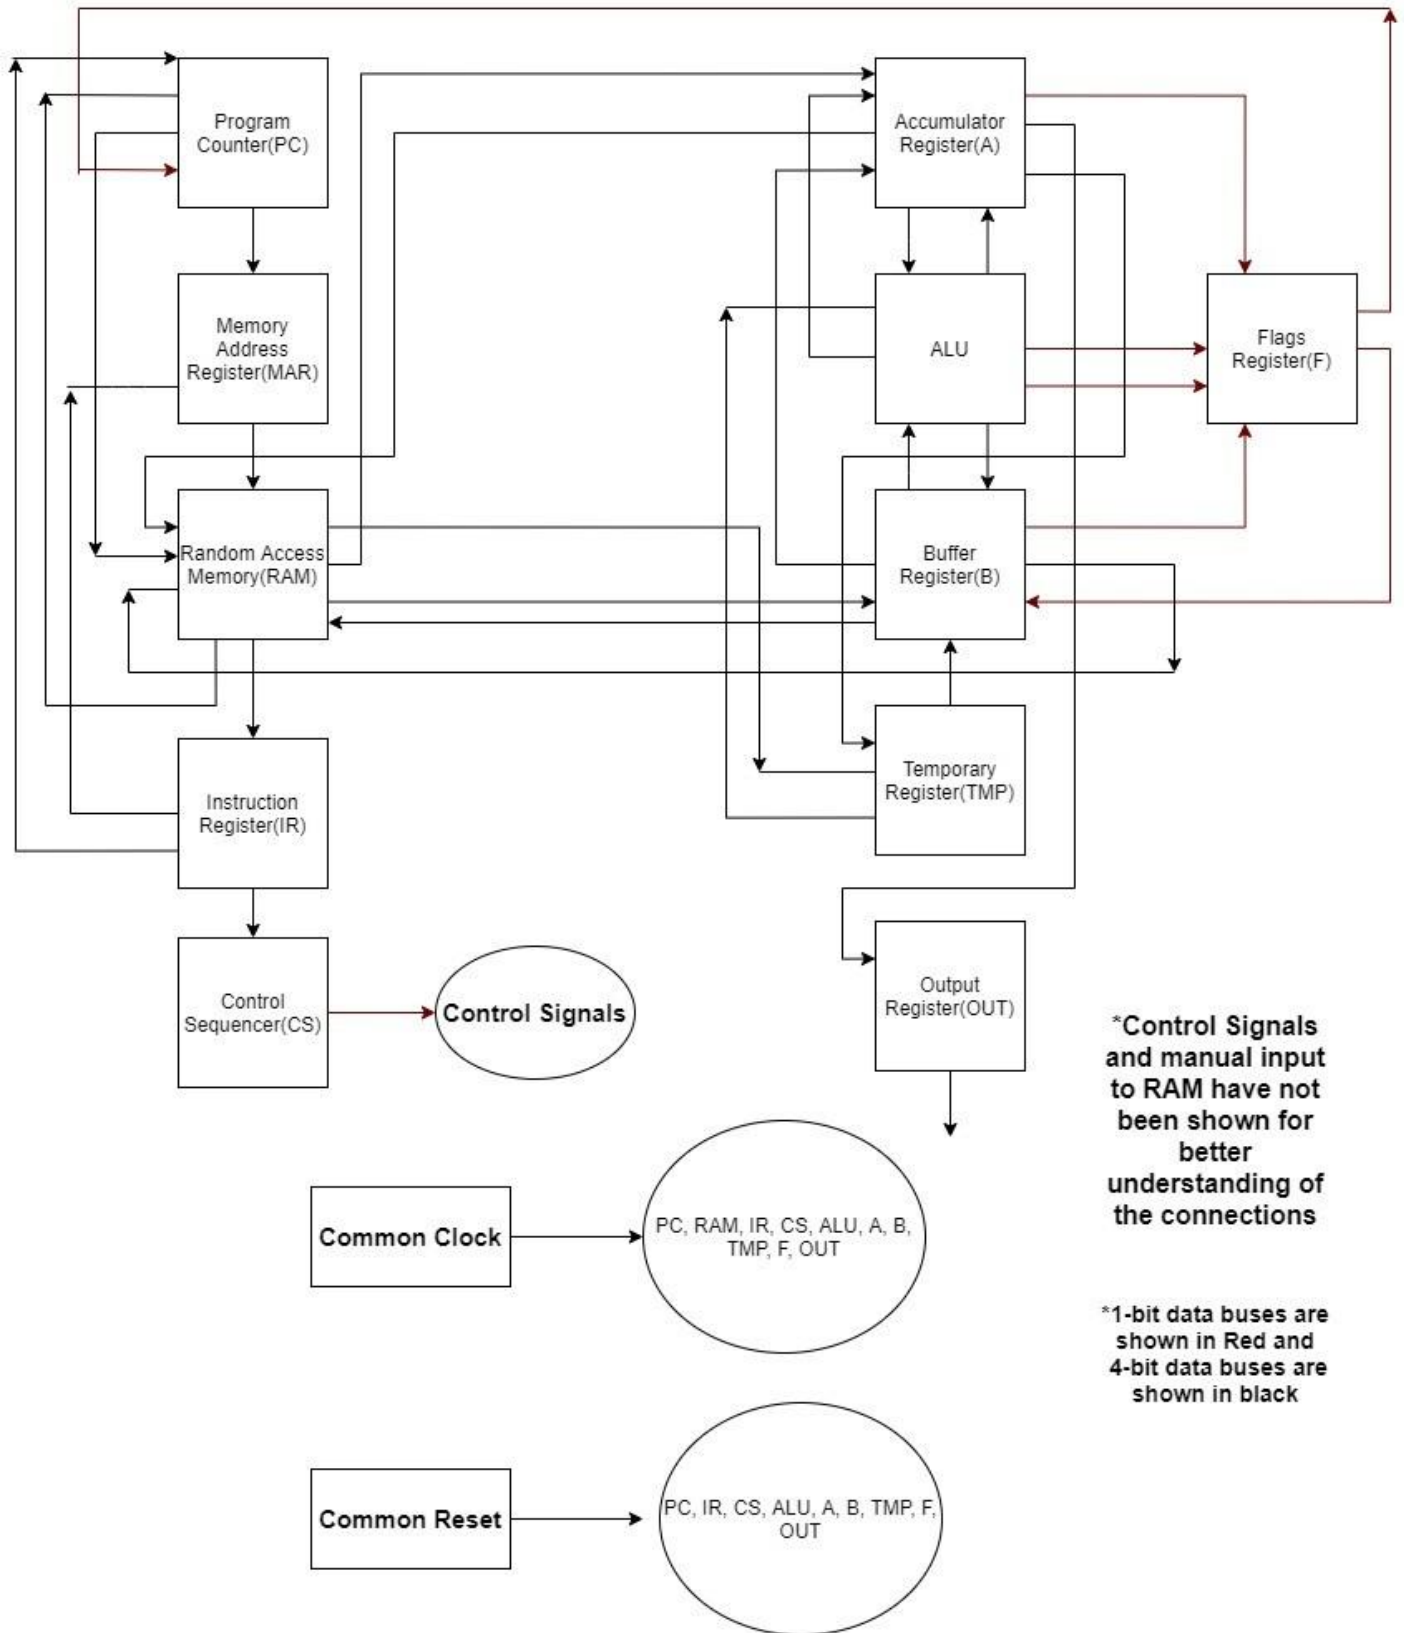 Program
Counter(PC)
Accumulator
Register(A)
Memory
Address
Register(MAR)
ALU
Flags
Register(F)
Random Access
Memory(RAM)
Buffer
Register(B)
Instruction
Register(IR)
Temporary
Register(TMP)
Control
Sequencer(CS)
Control Signals
Output
Register(OUT)
*Control Signals
and manual input
to RAM have not
been shown for
better
understanding of
the connections
Common Clock
PC, RAM, IR, CS, ALU, A, B,
TMP, F, OUT
*1-bit data buses are
shown in Red and
4-bit data buses are
shown in black
Common Reset
PC, IR, CS, ALU, A, B, TMP, F,
OUT